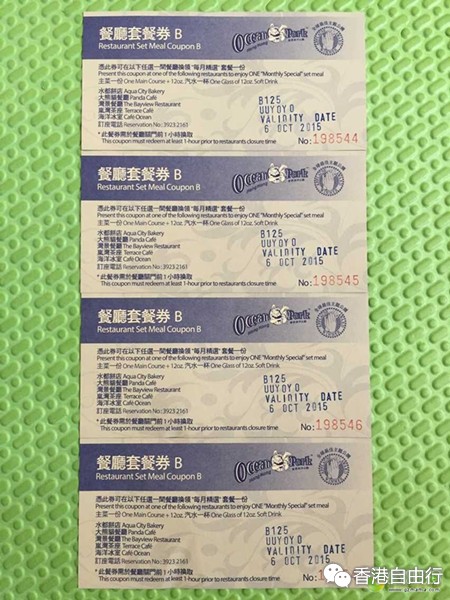 餐廳套餐券 B
Restaurant Set Meal Coupon B
Ocean Park
Hong Kong
憑此券可在以下任選一間餐廳換領"每月精選"套餐一份
Present this coupon at one of the following restaurants to enjoy ONE "Monthly Special" set meal
主菜一份 One Main Course + 12oz. 汽水一杯 One Glass of 12oz. Soft Drink
水都餅店 Aqua City Bakery
大熊貓餐廳 Panda Café
灣景餐廳 The Bayview Restaurant
嵐灣茶座 Terrace Café
海洋冰室 Café Ocean
訂座電話 Reservation No.: 3923 2161
B125
UUYOYO
VALIDITY DATE
6 OCT 2015
*此餐券需於餐廳關門前1小時換取
This coupon must redeem at least 1-hour prior to restaurants closure time
No: 198544
餐廳套餐券 B
Restaurant Set Meal Coupon B
Ocean Park
Hong Kong
憑此券可在以下任選一間餐廳換領"每月精選"套餐一份
Present this coupon at one of the following restaurants to enjoy ONE "Monthly Special" set meal
主菜一份 One Main Course + 12oz. 汽水一杯 One Glass of 12oz. Soft Drink
水都餅店 Aqua City Bakery
大熊貓餐廳 Panda Café
灣景餐廳 The Bayview Restaurant
嵐灣茶座 Terrace Café
海洋冰室 Café Ocean
訂座電話 Reservation No.: 3923 2161
B125
UUYOYO
VALIDITY DATE
6 OCT 2015
*此餐券需於餐廳關門前1小時換取
This coupon must redeem at least 1-hour prior to restaurants closure time
No: 198545
餐廳套餐券 B
Restaurant Set Meal Coupon B
Ocean Park
Hong Kong
憑此券可在以下任選一間餐廳換領"每月精選"套餐一份
Present this coupon at one of the following restaurants to enjoy ONE "Monthly Special" set meal
主菜一份 One Main Course + 12oz. 汽水一杯 One Glass of 12oz. Soft Drink
水都餅店 Aqua City Bakery
大熊貓餐廳 Panda Café
灣景餐廳 The Bayview Restaurant
嵐灣茶座 Terrace Café
海洋冰室 Café Ocean
訂座電話 Reservation No.: 3923 2161
B125
UUYOYO
VALIDITY DATE
6 OCT 2015
*此餐券需於餐廳關門前1小時換取
This coupon must redeem at least 1-hour prior to restaurants closure time
No: 198546
餐廳套餐券 B
Restaurant Set Meal Coupon B
Ocean Park
Hong Kong
憑此券可在以下任選一間餐廳換領"每月精選"套餐一份
Present this coupon at one of the following restaurants to enjoy ONE "Monthly Special" set meal
主菜一份 One Main Course + 12oz. 汽水一杯 One Glass of 12oz. Soft Drink
水都餅店 Aqua City Bakery
大熊貓餐廳 Panda Café
灣景餐廳 The Bayview Restaurant
嵐灣茶座 Terrace Café
海洋冰室 Café Ocean
訂座電話 Reservation No.: 3923 2161
B125
UUYOYO
VALIDITY DATE
6 OCT 2015
*此餐券需於餐廳關門前1小時換取
This coupon must redeem at least 1-hour prior to restaurants closure time
No:
香港自由行